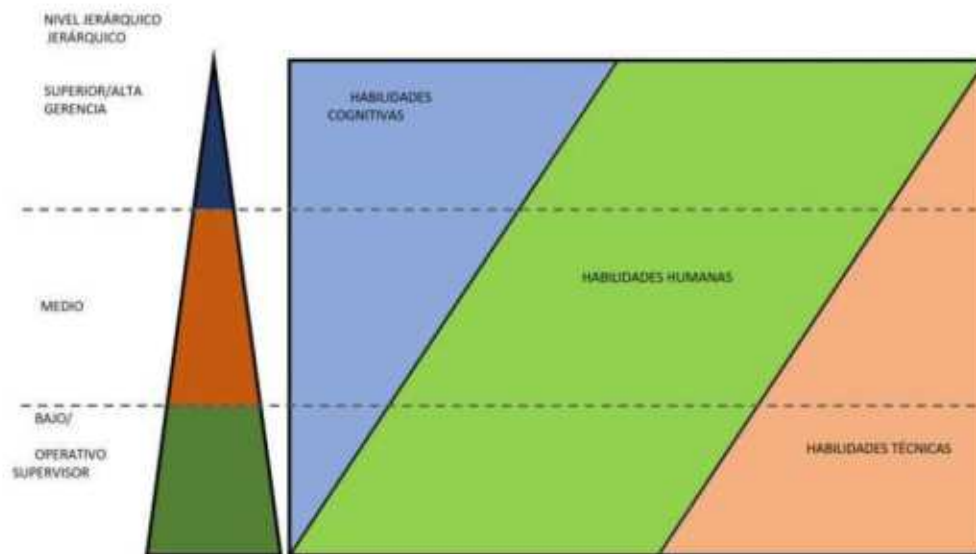 NIVEL JERÁRQUICO
JERÁRQUICO
SUPERIOR/ALTA
GERENCIA
HABILIDADES
COGNITIVAS
HABILIDADES HUMANAS
MEDIO
BAJO/
OPERATIVO
SUPERVISOR
HABILIDADES TÉCNICAS